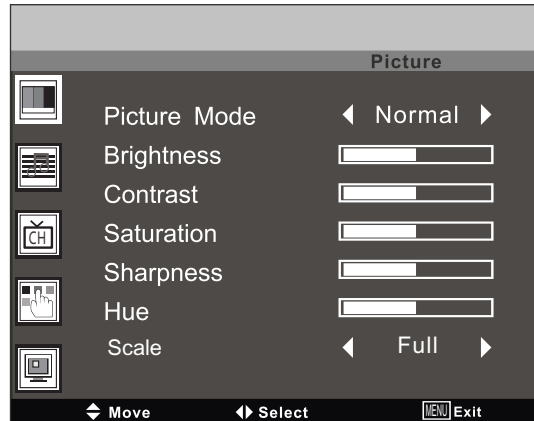 Picture
Picture Mode Normal
Brightness
Contrast
Saturation
CH
Sharpness
Hue
Scale Full
Move Select MENU Exit